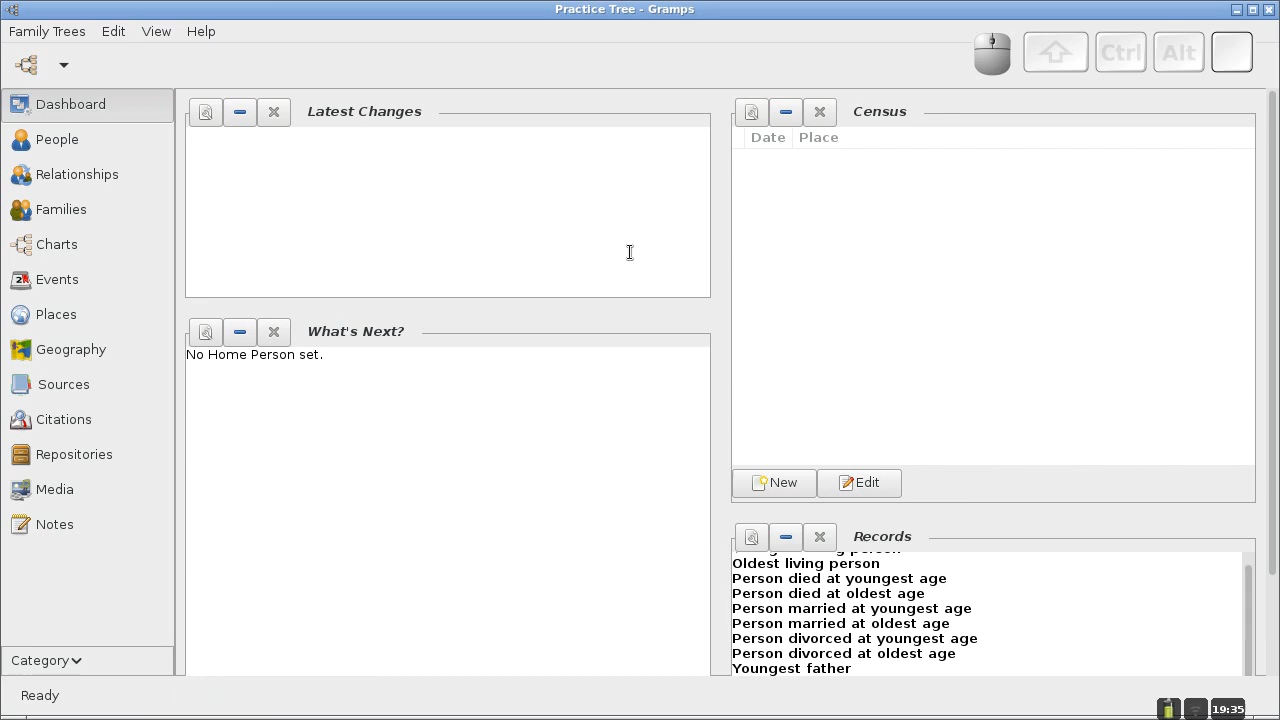 Practice Tree - Gramps
Family Trees Edit View Help
Ctrl Alt
Dashboard
People
Relationships
Families
Charts
Events
Places
Geography
Sources
Citations
Repositories
Media
Notes
Category
Latest Changes
What's Next?
No Home Person set.
Census
Date Place
New Edit
Records
Oldest living person
Person died at youngest age
Person died at oldest age
Person married at youngest age
Person married at oldest age
Person divorced at youngest age
Person divorced at oldest age
Youngest father
Ready
19:35